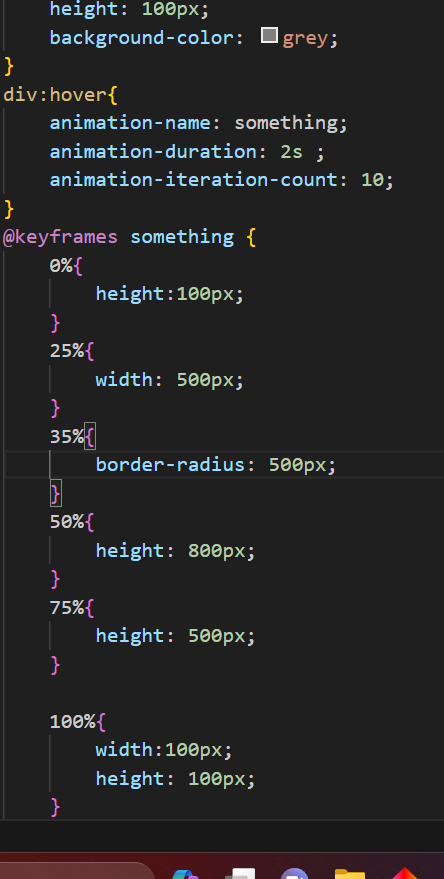 height: 100px;
background-color: grey;
}
div:hover{
animation-name: something;
animation-duration: 2s ;
animation-iteration-count: 10;
}
@keyframes something {
0%{
height:100px;
}
25%{
width: 500px;
}
35%{
border-radius: 500px;
}
50%{
height: 800px;
}
75%{
height: 500px;
}
100%{
width:100px;
height: 100px;
}